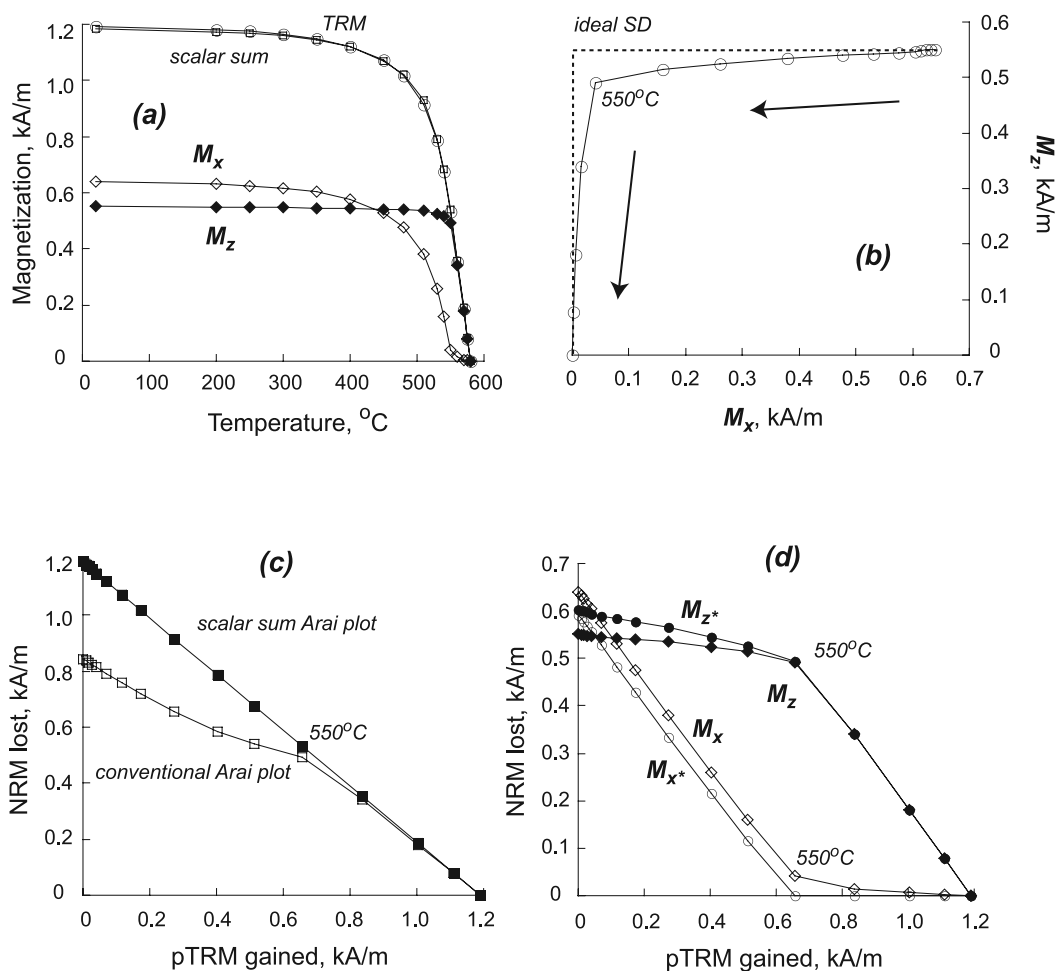 1.2
1.0
0.8
0.6
0.4
0.2
0
Magnetization, kA/m
TRM
scalar sum
(a)
Mx
Mz
0 100 200 300 400 500 600
Temperature, oC
ideal SD
550oC
(b)
0.6
0.5
0.4
0.3
0.2
0.1
0
Mz, kA/m
0 0.1 0.2 0.3 0.4 0.5 0.6 0.7
Mx, kA/m
1.2
1.0
0.8
0.6
0.4
0.2
0
NRM lost, kA/m
(c)
scalar sum Arai plot
550oC
conventional Arai plot
0 0.2 0.4 0.6 0.8 1.0 1.2
pTRM gained, kA/m
0.7
0.6
0.5
0.4
0.3
0.2
0.1
0
NRM lost, kA/m
(d)
Mz*
550oC
Mz
Mx
Mx*
550oC
0 0.2 0.4 0.6 0.8 1.0 1.2
pTRM gained, kA/m